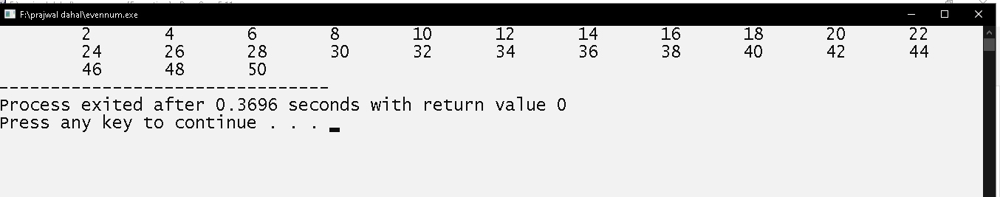 F:\prajwal dahal\evennum.exe
2 4 6 8 10 12 14 16 18 20 22
24 26 28 30 32 34 36 38 40 42 44
46 48 50
--------------------------------
Process exited after 0.3696 seconds with return value 0
Press any key to continue . . .